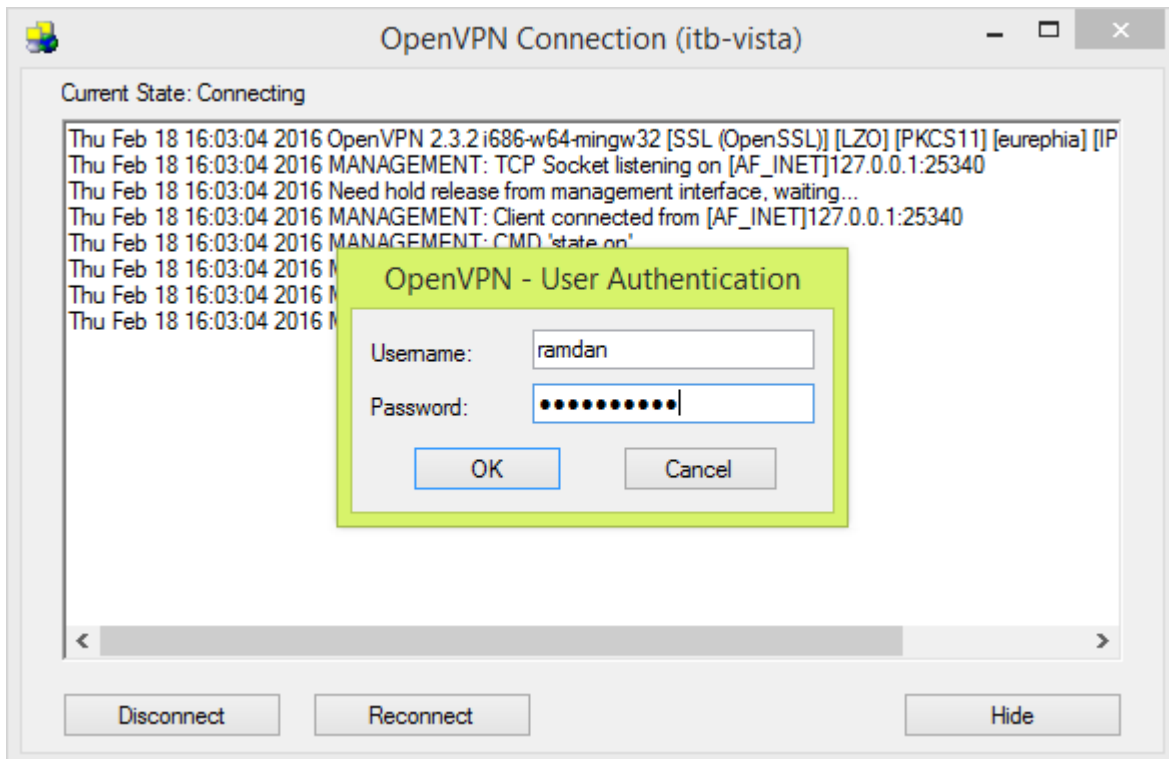 OpenVPN Connection (itb-vista)
Current State: Connecting
Thu Feb 18 16:03:04 2016 OpenVPN 2.3.2 i686-w64-mingw32 [SSL (OpenSSL)] [LZO] [PKCS11] [eurephia] [IP
Thu Feb 18 16:03:04 2016 MANAGEMENT: TCP Socket listening on [AF_INET]127.0.0.1:25340
Thu Feb 18 16:03:04 2016 Need hold release from management interface, waiting...
Thu Feb 18 16:03:04 2016 MANAGEMENT: Client connected from [AF_INET]127.0.0.1:25340
Thu Feb 18 16:03:04 2016 MANAGEMENT: CMD 'state on'
Thu Feb 18 16:03:04 2016
Thu Feb 18 16:03:04 2016
Thu Feb 18 16:03:04 2016
OpenVPN - User Authentication
Username: ramdan
Password: ●●●●●●●●●●
OK Cancel
Disconnect Reconnect Hide